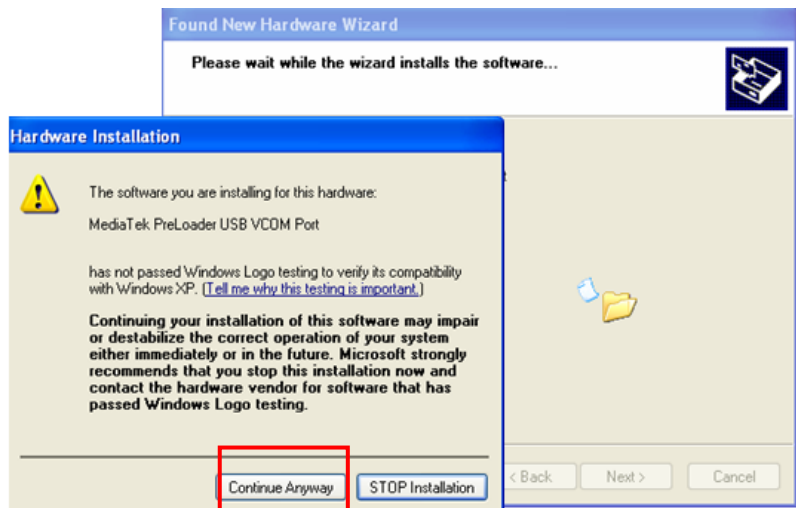 Found New Hardware Wizard
Please wait while the wizard installs the software...
Hardware Installation
The software you are installing for this hardware:
MediaTek PreLoader USB VCOM Port
has not passed Windows Logo testing to verify its compatibility
with Windows XP. (Tell me why this testing is important.)
Continuing your installation of this software may impair
or destabilize the correct operation of your system
either immediately or in the future. Microsoft strongly
recommends that you stop this installation now and
contact the hardware vendor for software that has
passed Windows Logo testing.
Continue Anyway
STOP Installation
< Back
Next >
Cancel